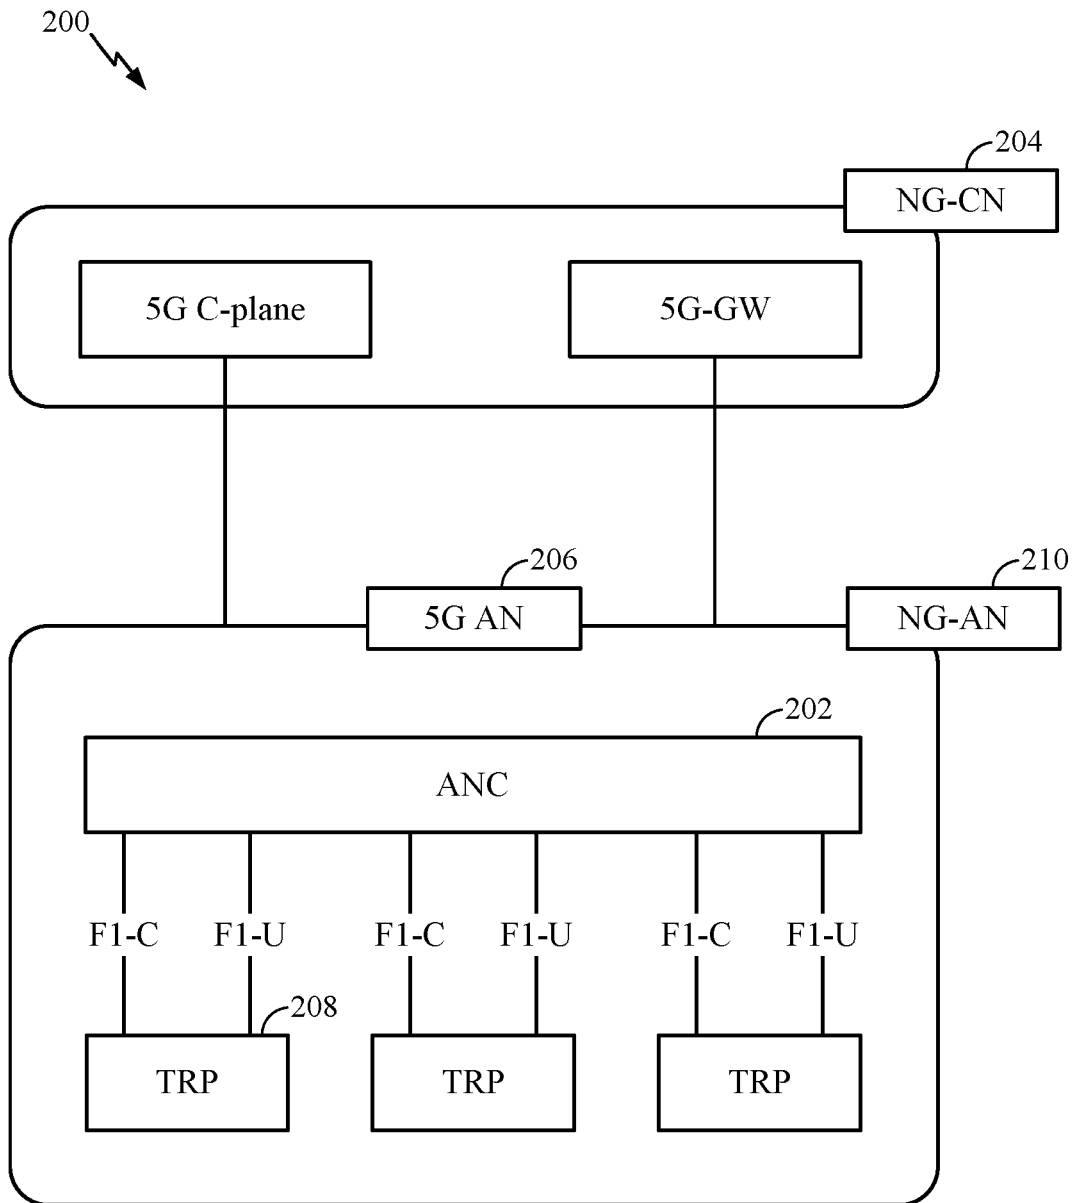 200
204
NG-CN
5G C-plane
5G-GW
206
210
5G AN
NG-AN
202
ANC
F1-C
F1-U
F1-C
F1-U
F1-C
F1-U
208
TRP
TRP
TRP